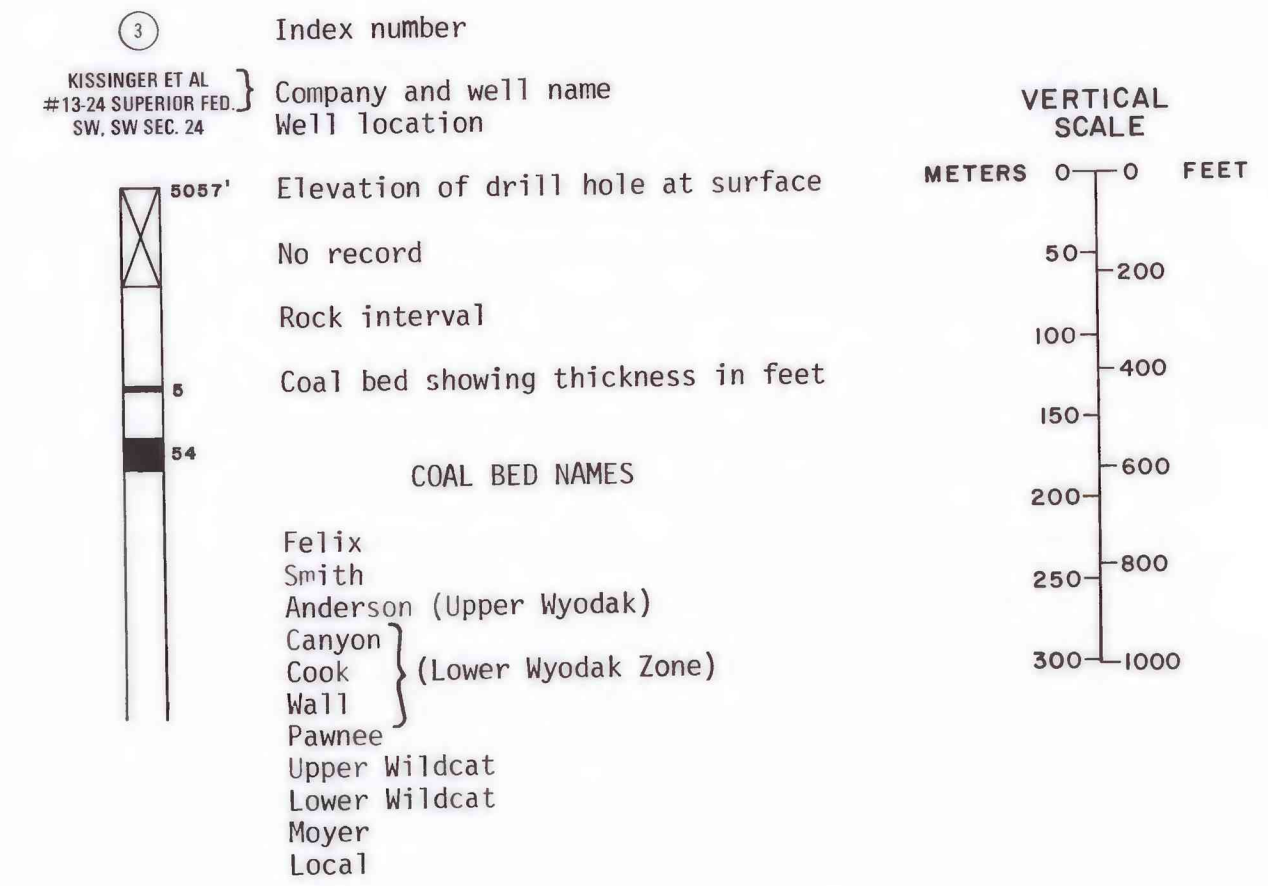 3 Index number
KISSINGER ET AL
#13-24 SUPERIOR FED.
SW, SW SEC. 24
Company and well name
Well location
5057' Elevation of drill hole at surface
No record
Rock interval
5 Coal bed showing thickness in feet
54
COAL BED NAMES
Felix
Smith
Anderson (Upper Wyodak)
Canyon
Cook (Lower Wyodak Zone)
Wall
Pawnee
Upper Wildcat
Lower Wildcat
Moyer
Local
VERTICAL
SCALE
METERS 0 0 FEET
50
200
100
400
150
600
200
800
250
300 1000